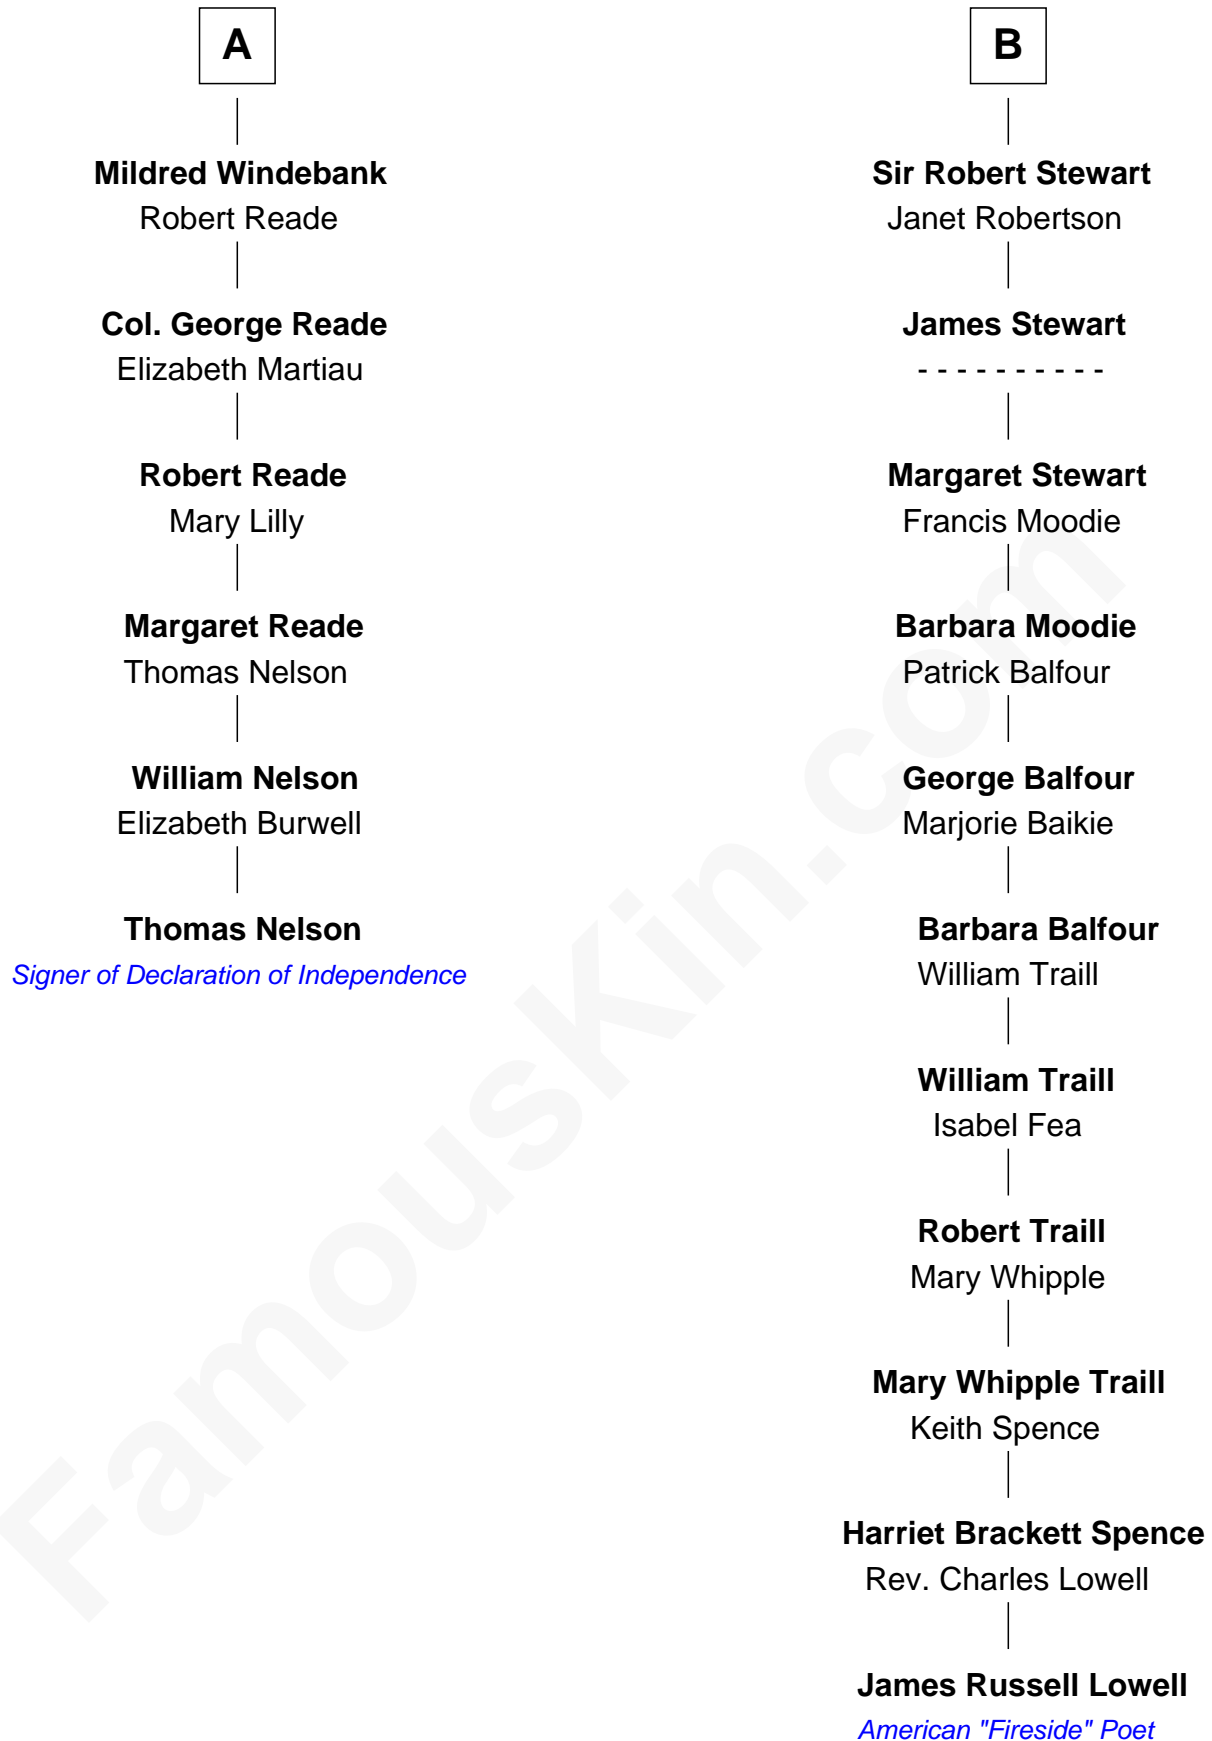 A
Mildred Windebank
Robert Reade
Col. George Reade
Elizabeth Martiau
Robert Reade
Mary Lilly
Margaret Reade
Thomas Nelson
William Nelson
Elizabeth Burwell
Thomas Nelson
Signer of Declaration of Independence
B
Sir Robert Stewart
Janet Robertson
James Stewart
- - - - - - - - - -
Margaret Stewart
Francis Moodie
Barbara Moodie
Patrick Balfour
George Balfour
Marjorie Baikie
Barbara Balfour
William Traill
William Traill
Isabel Fea
Robert Traill
Mary Whipple
Mary Whipple Traill
Keith Spence
Harriet Brackett Spence
Rev. Charles Lowell
James Russell Lowell
American "Fireside" Poet
FamousKin.com